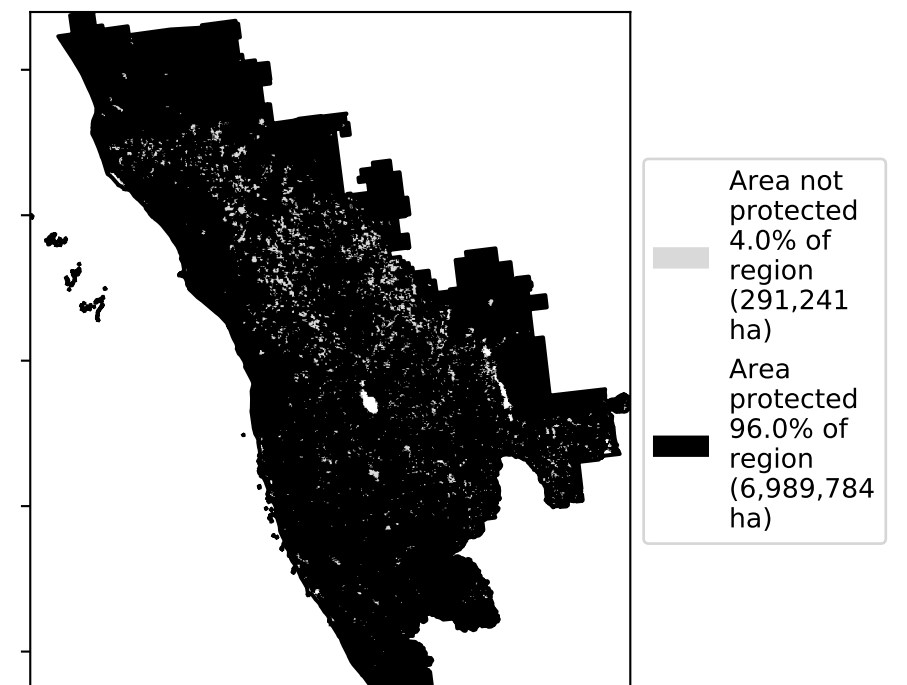 Area not
protected
4.0% of
region
(291,241
ha)
Area
protected
96.0% of
region
(6,989,784
ha)